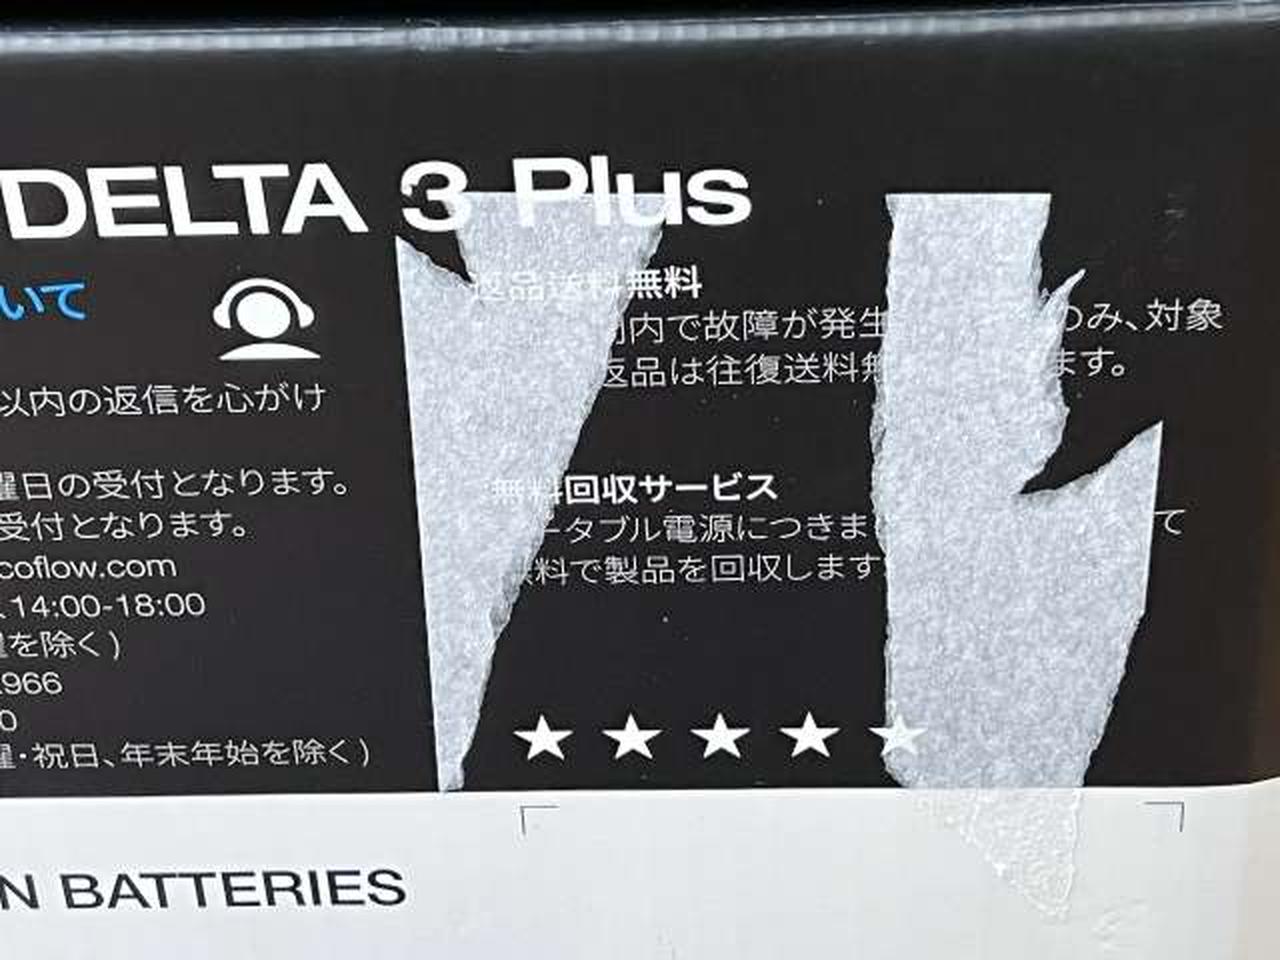 DELTA 3 Plus
いて
以内の返信を心がけ
曜日の受付となります。
受付となります。
coflow.com
14:00-18:00
を除く)
966
0
・祝日、年末年始を除く)
返品送料無料
内で故障が発生 のみ、対象
返品は往復送料無 ます。
無料回収サービス
ータブル電源につきま て
無料で製品を回収します
★ ★ ★ ★ ★
N BATTERIES